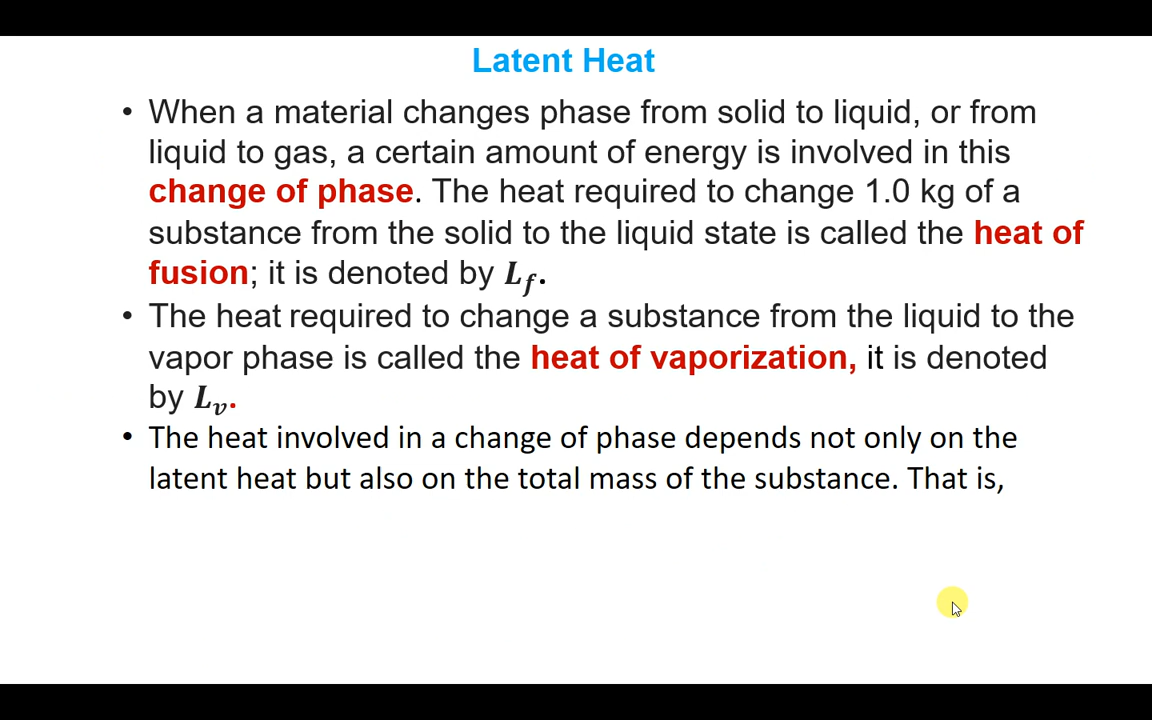 Latent Heat
• When a material changes phase from solid to liquid, or from
liquid to gas, a certain amount of energy is involved in this
change of phase. The heat required to change 1.0 kg of a
substance from the solid to the liquid state is called the heat of
fusion; it is denoted by L_f.
• The heat required to change a substance from the liquid to the
vapor phase is called the heat of vaporization, it is denoted
by L_v.
• The heat involved in a change of phase depends not only on the
latent heat but also on the total mass of the substance. That is,